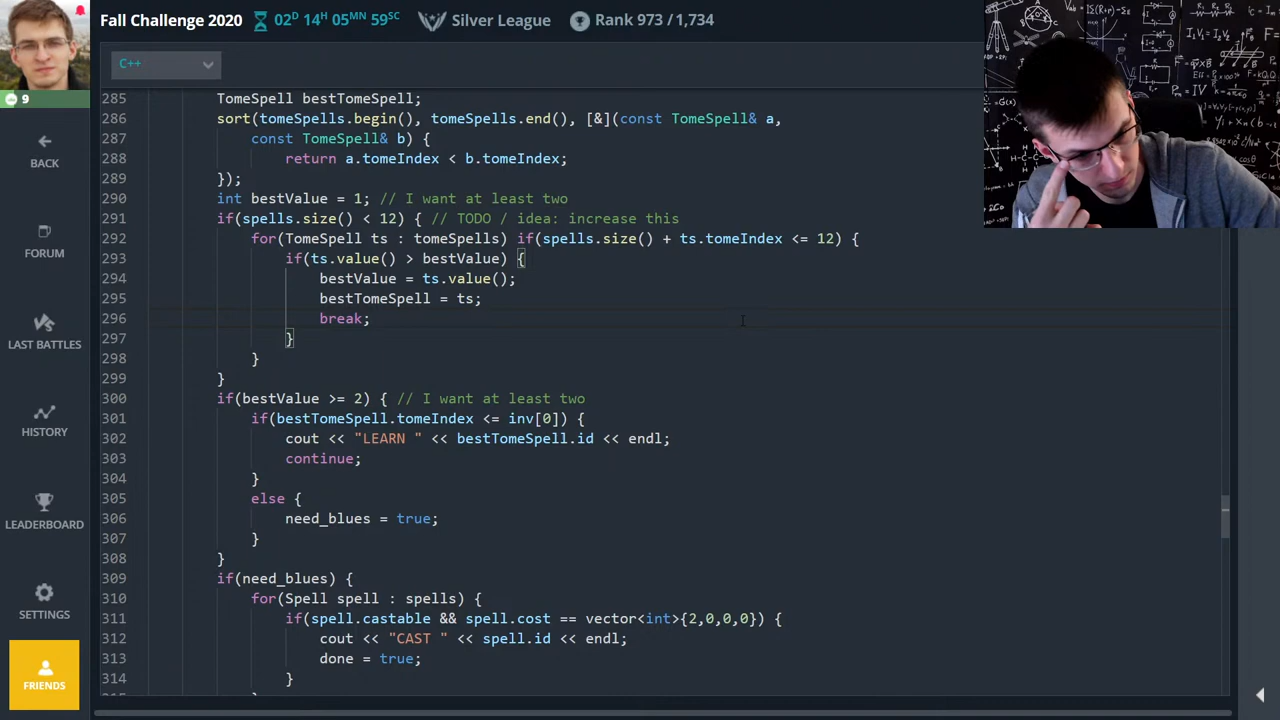 Fall Challenge 2020
02D 14H 05MN 59SC
Silver League
Rank 973 / 1,734
9
C++
BACK
FORUM
LAST BATTLES
HISTORY
LEADERBOARD
SETTINGS
FRIENDS
285 TomeSpell bestTomeSpell;
286 sort(tomeSpells.begin(), tomeSpells.end(), [&](const TomeSpell& a,
287 const TomeSpell& b) {
288 return a.tomeIndex < b.tomeIndex;
289 });
290 int bestValue = 1; // I want at least two
291 if(spells.size() < 12) { // TODO / idea: increase this
292 for(TomeSpell ts : tomeSpells) if(spells.size() + ts.tomeIndex <= 12) {
293 if(ts.value() > bestValue) {
294 bestValue = ts.value();
295 bestTomeSpell = ts;
296 break;
297 }
298 }
299 }
300 if(bestValue >= 2) { // I want at least two
301 if(bestTomeSpell.tomeIndex <= inv[0]) {
302 cout << "LEARN " << bestTomeSpell.id << endl;
303 continue;
304 }
305 else {
306 need_blues = true;
307 }
308 }
309 if(need_blues) {
310 for(Spell spell : spells) {
311 if(spell.castable && spell.cost == vector<int>{2,0,0,0}) {
312 cout << "CAST " << spell.id << endl;
313 done = true;
314 }